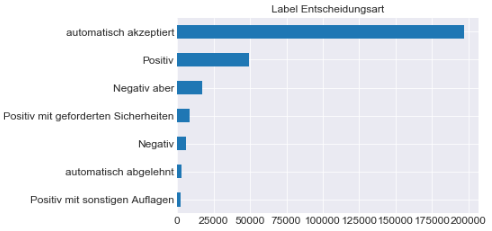 Label Entscheidungsart
automatisch akzeptiert
Positiv
Negativ aber
Positiv mit geforderten Sicherheiten
Negativ
automatisch abgelehnt
Positiv mit sonstigen Auflagen
0 25000 50000 75000 100000 125000 150000 175000 200000